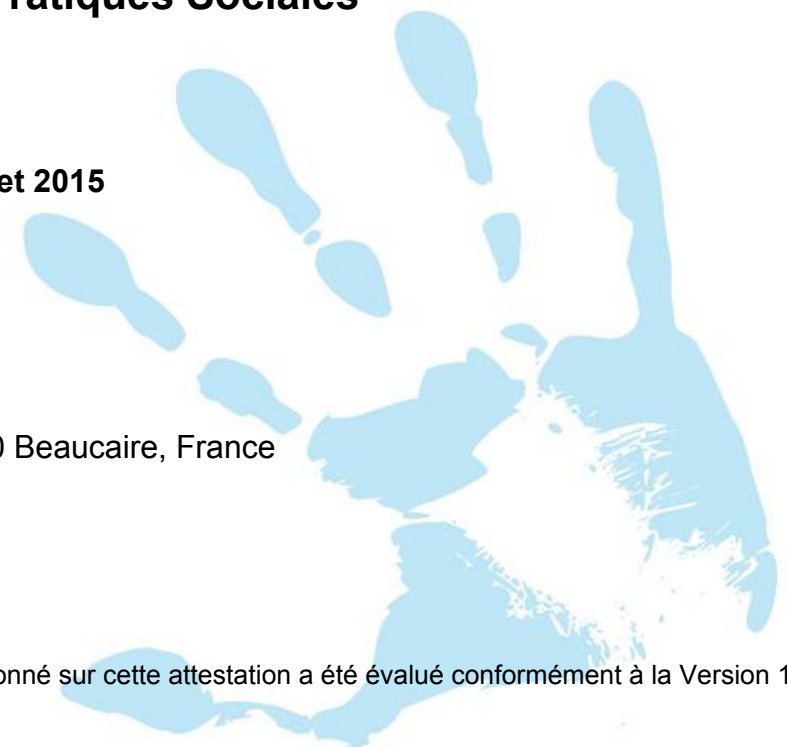 ratiques Sociales
et 2015
0 Beaucaire, France
onné sur cette attestation a été évalué conformément à la Version 1